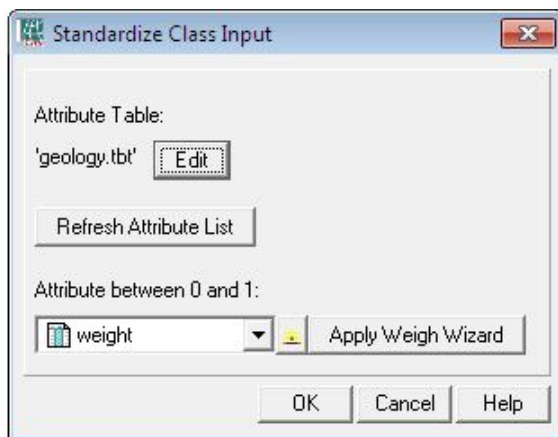 Standardize Class Input
Attribute Table:
'geology.tbt' Edit
Refresh Attribute List
Attribute between 0 and 1:
weight Apply Weigh Wizard
OK Cancel Help